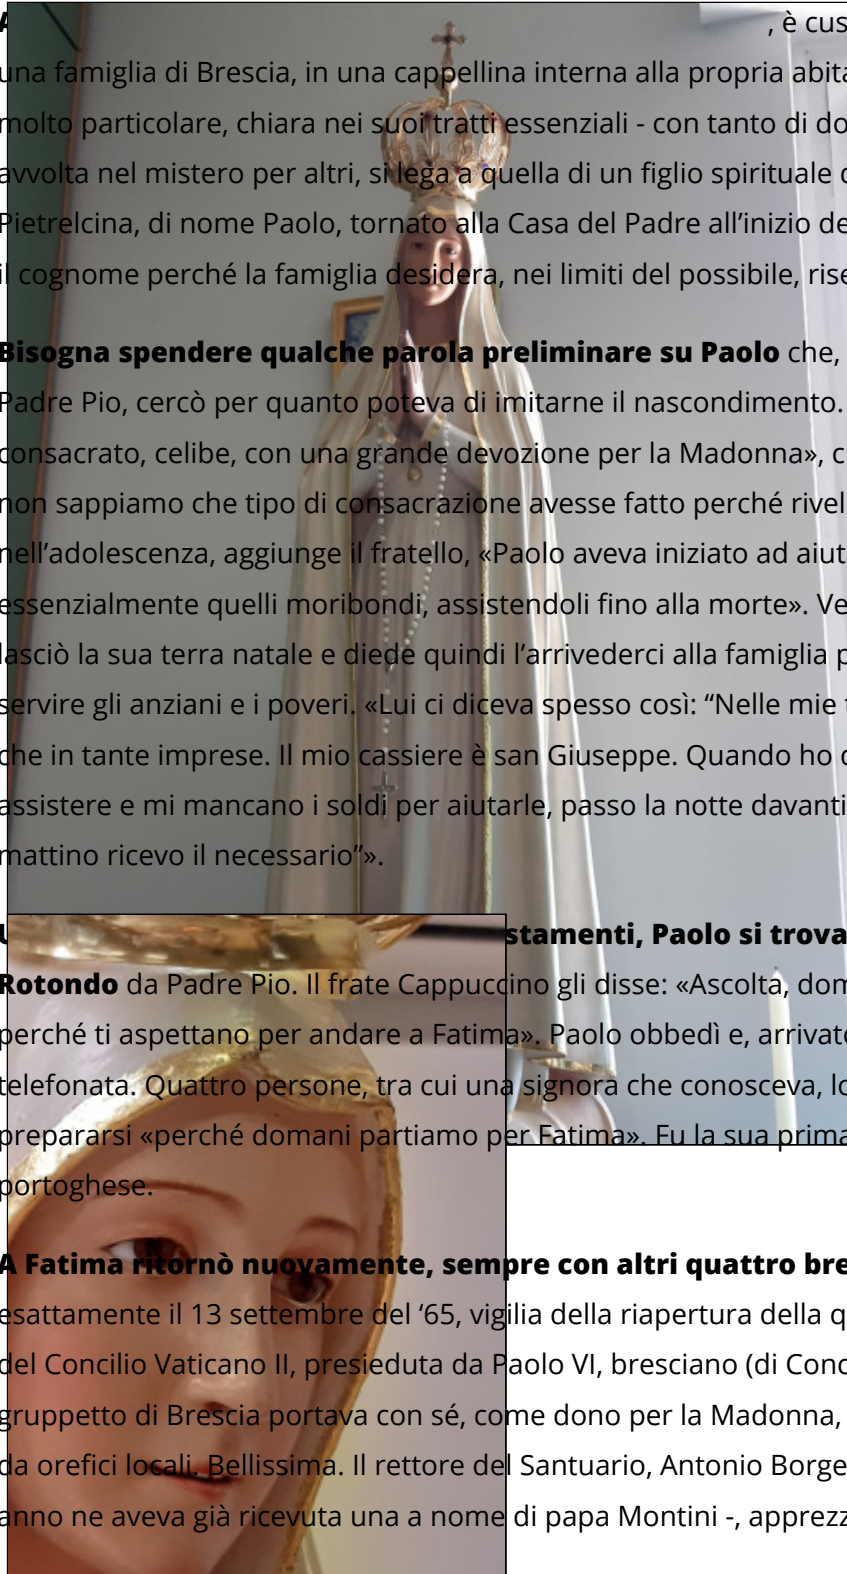 , è cus
una famiglia di Brescia, in una cappellina interna alla propria abita
molto particolare, chiara nei suoi tratti essenziali - con tanto di do
avvolta nel mistero per altri, si lega a quella di un figlio spirituale
Pietrelcina, di nome Paolo, tornato alla Casa del Padre all’inizio de
il cognome perché la famiglia desidera, nei limiti del possibile, rise
Bisogna spendere qualche parola preliminare su Paolo che,
Padre Pio, cercò per quanto poteva di imitarne il nascondimento.
consacrato, celibe, con una grande devozione per la Madonna», c
non sappiamo che tipo di consacrazione avesse fatto perché rivel
nell’adolescenza, aggiunge il fratello, «Paolo aveva iniziato ad aiut
essenzialmente quelli moribondi, assistendoli fino alla morte». Ve
lasciò la sua terra natale e diede quindi l’arrivederci alla famiglia p
servire gli anziani e i poveri. «Lui ci diceva spesso così: “Nelle mie
che in tante imprese. Il mio cassiere è san Giuseppe. Quando ho
assistere e mi mancano i soldi per aiutarle, passo la notte davanti
mattino ricevo il necessario”».
stamenti, Paolo si trova
Rotondo da Padre Pio. Il frate Cappuccino gli disse: «Ascolta, dom
perché ti aspettano per andare a Fatima». Paolo obbedì e, arrivato
telefonata. Quattro persone, tra cui una signora che conosceva, lo
prepararsi «perché domani partiamo per Fatima». Fu la sua prima
portoghese.
A Fatima ritornò nuovamente, sempre con altri quattro bre
esattamente il 13 settembre del ‘65, vigilia della riapertura della q
del Concilio Vaticano II, presieduta da Paolo VI, bresciano (di Conc
gruppetto di Brescia portava con sé, come dono per la Madonna,
da orefici locali. Bellissima. Il rettore del Santuario, Antonio Borge
anno ne aveva già ricevuta una a nome di papa Montini -, apprezz